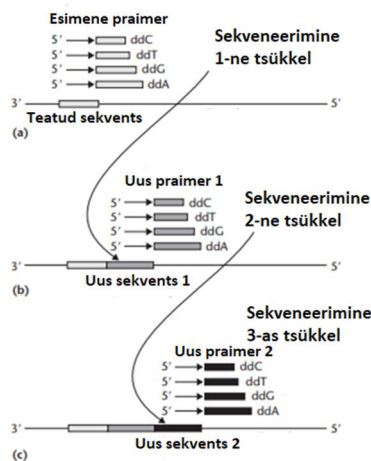 Esimene praimer
5′ ddC
5′ ddT
5′ ddG
5′ ddA
Sekveneerimine
1-ne tsükkel
3′ 5′
Teatud sekvents
(a)
Uus praimer 1
5′ ddC
5′ ddT
5′ ddG
5′ ddA
Sekveneerimine
2-ne tsükkel
3′ 5′
Uus sekvents 1
(b)
Sekveneerimine
3-as tsükkel
Uus praimer 2
5′ ddC
5′ ddT
5′ ddG
5′ ddA
3′ 5′
Uus sekvents 2
(c)